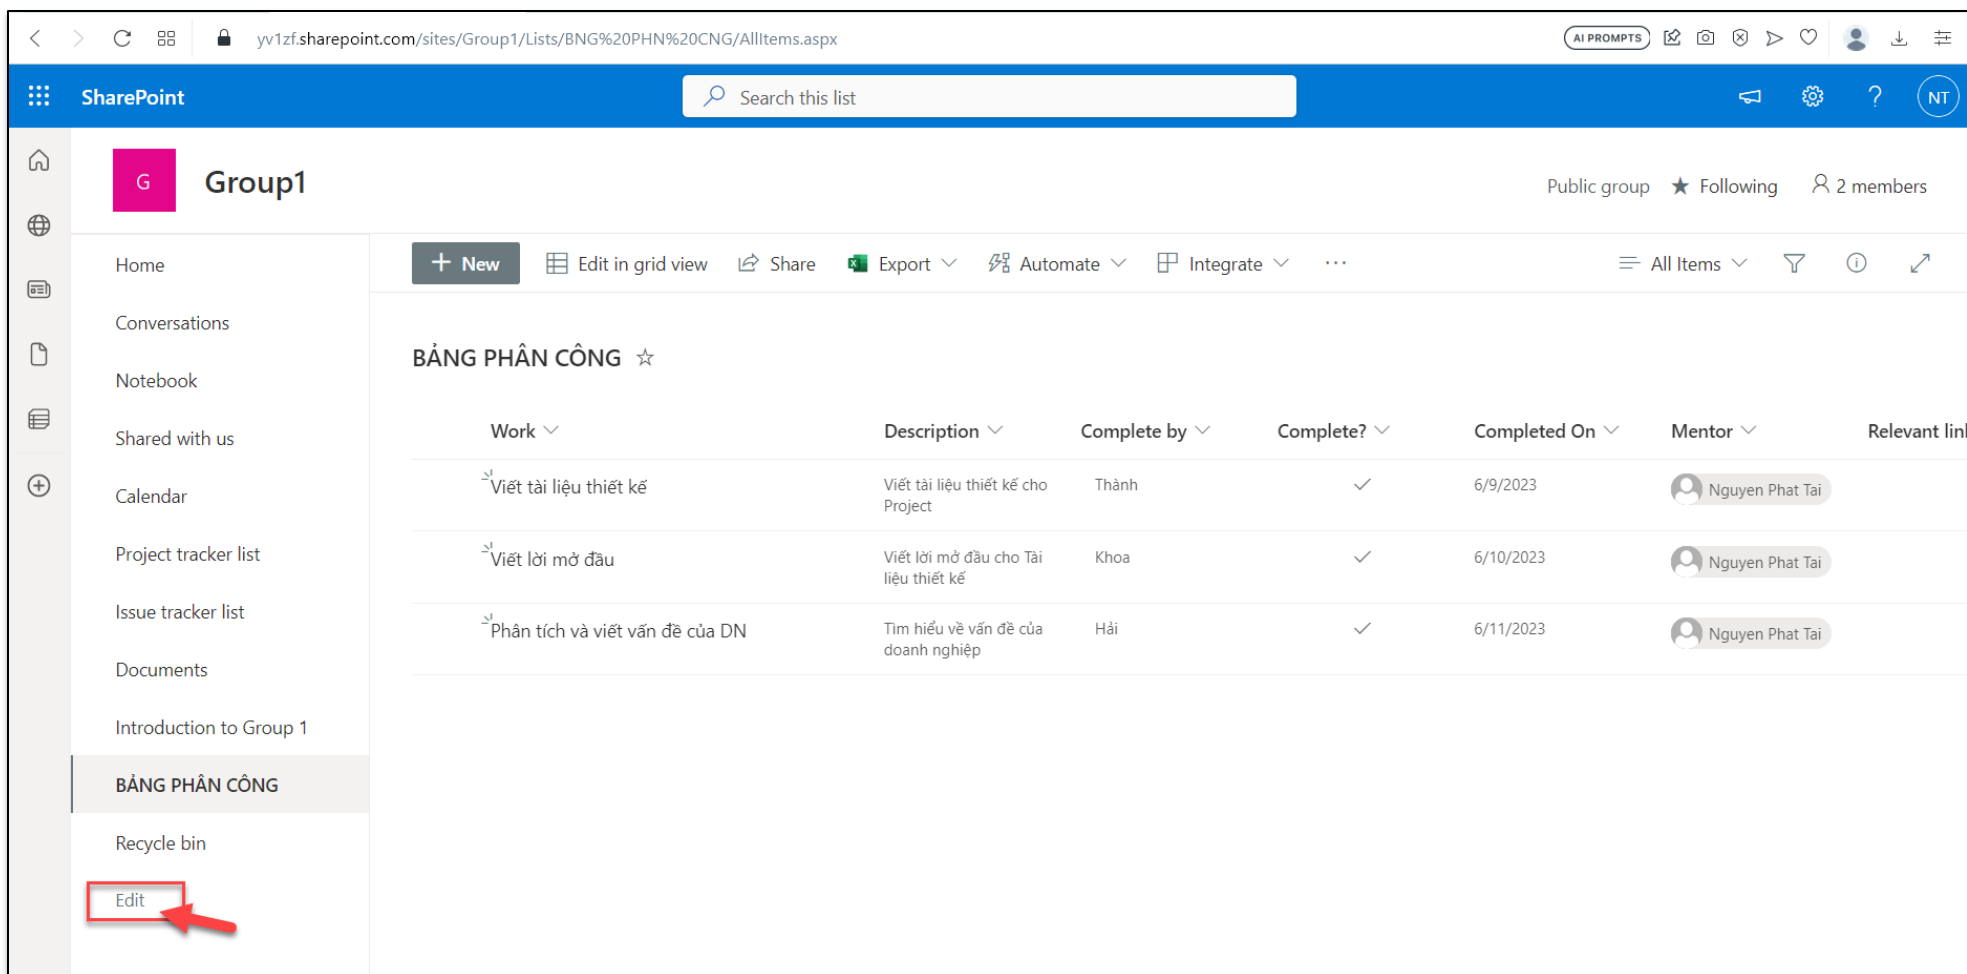 yv1zf.sharepoint.com/sites/Group1/Lists/BNG%20PHN%20CNG/AllItems.aspx
AI PROMPTS
SharePoint
Search this list
?
NT
G
Group1
Public group
Following
2 members
Home
Conversations
Notebook
Shared with us
Calendar
Project tracker list
Issue tracker list
Documents
Introduction to Group 1
BẢNG PHÂN CÔNG
Recycle bin
Edit
+ New
Edit in grid view
Share
Export
Automate
Integrate
...
All Items
BẢNG PHÂN CÔNG
Work Description Complete by Complete? Completed On Mentor Relevant lin
Viết tài liệu thiết kế
Viết tài liệu thiết kế cho
Project
Thành
6/9/2023
Nguyen Phat Tai
Viết lời mở đầu
Viết lời mở đầu cho Tài
liệu thiết kế
Khoa
6/10/2023
Nguyen Phat Tai
Phân tích và viết vấn đề của DN
Tìm hiểu về vấn đề của
doanh nghiệp
Hải
6/11/2023
Nguyen Phat Tai